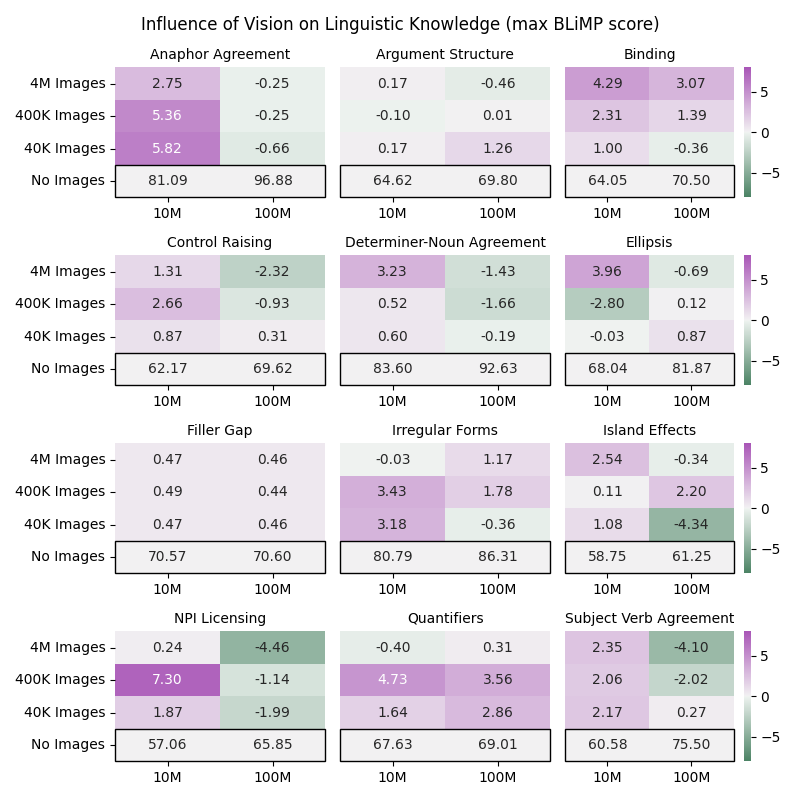 Influence of Vision on Linguistic Knowledge (max BLiMP score)
Anaphor Agreement Argument Structure Binding
4M Images 2.75 -0.25 0.17 -0.46 4.29 3.07
400K Images 5.36 -0.25 -0.10 0.01 2.31 1.39
40K Images 5.82 -0.66 0.17 1.26 1.00 -0.36
No Images 81.09 96.88 64.62 69.80 64.05 70.50
10M 100M 10M 100M 10M 100M
5
0
−5
Control Raising Determiner-Noun Agreement Ellipsis
4M Images 1.31 -2.32 3.23 -1.43 3.96 -0.69
400K Images 2.66 -0.93 0.52 -1.66 -2.80 0.12
40K Images 0.87 0.31 0.60 -0.19 -0.03 0.87
No Images 62.17 69.62 83.60 92.63 68.04 81.87
10M 100M 10M 100M 10M 100M
5
0
−5
Filler Gap Irregular Forms Island Effects
4M Images 0.47 0.46 -0.03 1.17 2.54 -0.34
400K Images 0.49 0.44 3.43 1.78 0.11 2.20
40K Images 0.47 0.46 3.18 -0.36 1.08 -4.34
No Images 70.57 70.60 80.79 86.31 58.75 61.25
10M 100M 10M 100M 10M 100M
5
0
−5
NPI Licensing Quantifiers Subject Verb Agreement
4M Images 0.24 -4.46 -0.40 0.31 2.35 -4.10
400K Images 7.30 -1.14 4.73 3.56 2.06 -2.02
40K Images 1.87 -1.99 1.64 2.86 2.17 0.27
No Images 57.06 65.85 67.63 69.01 60.58 75.50
10M 100M 10M 100M 10M 100M
5
0
−5